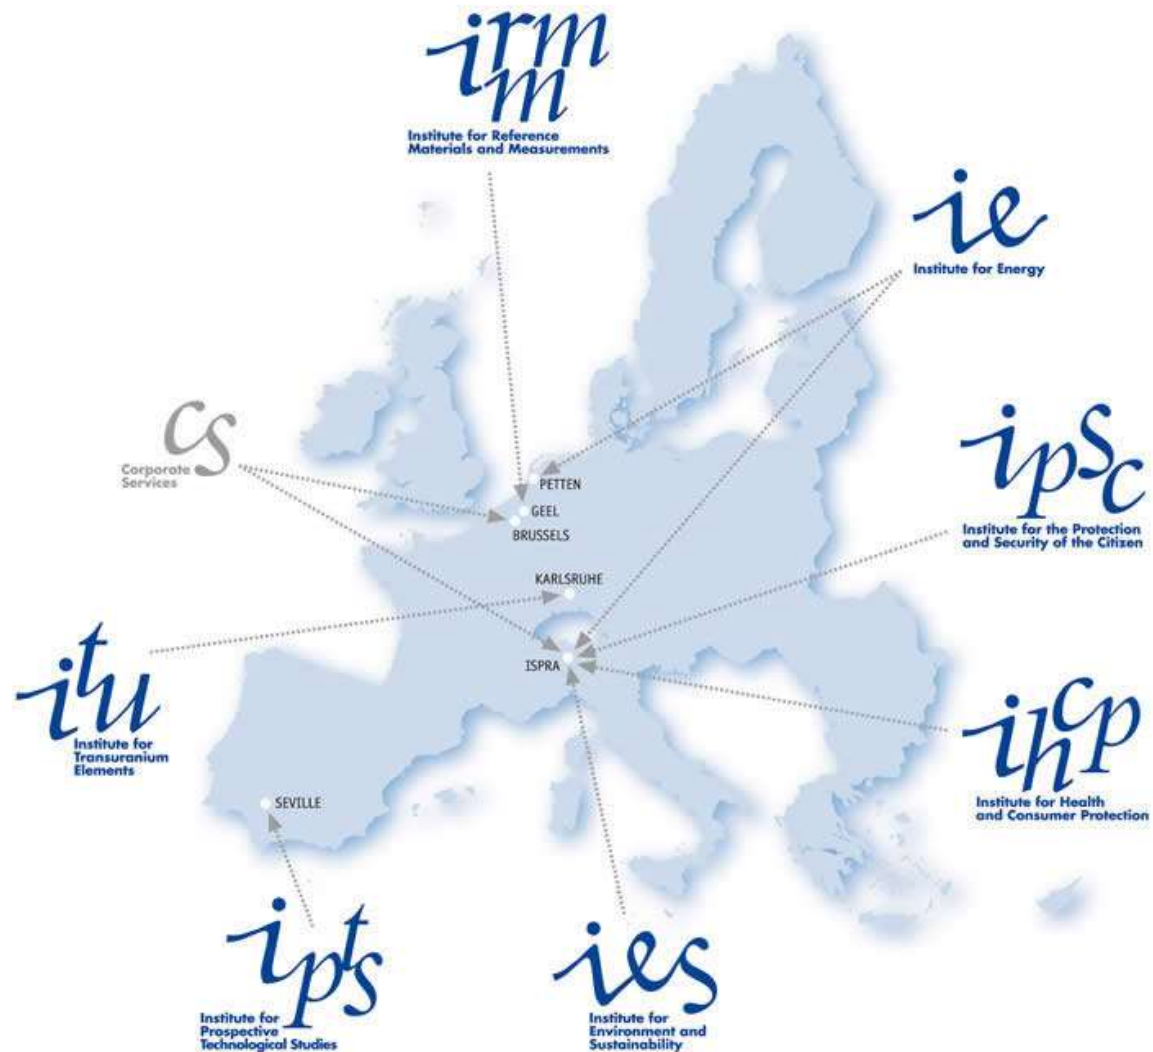 irm
m
Institute for Reference
Materials and Measurements
ie
Institute for Energy
cs
Corporate
Services
ipsc
Institute for the Protection
and Security of the Citizen
PETTEN
GEEL
BRUSSELS
KARLSRUHE
ISPRA
itu
Institute for
Transuranium
Elements
ihcp
Institute for Health
and Consumer Protection
SEVILLE
ipts
Institute for
Prospective
Technological Studies
ies
Institute for
Environment and
Sustainability